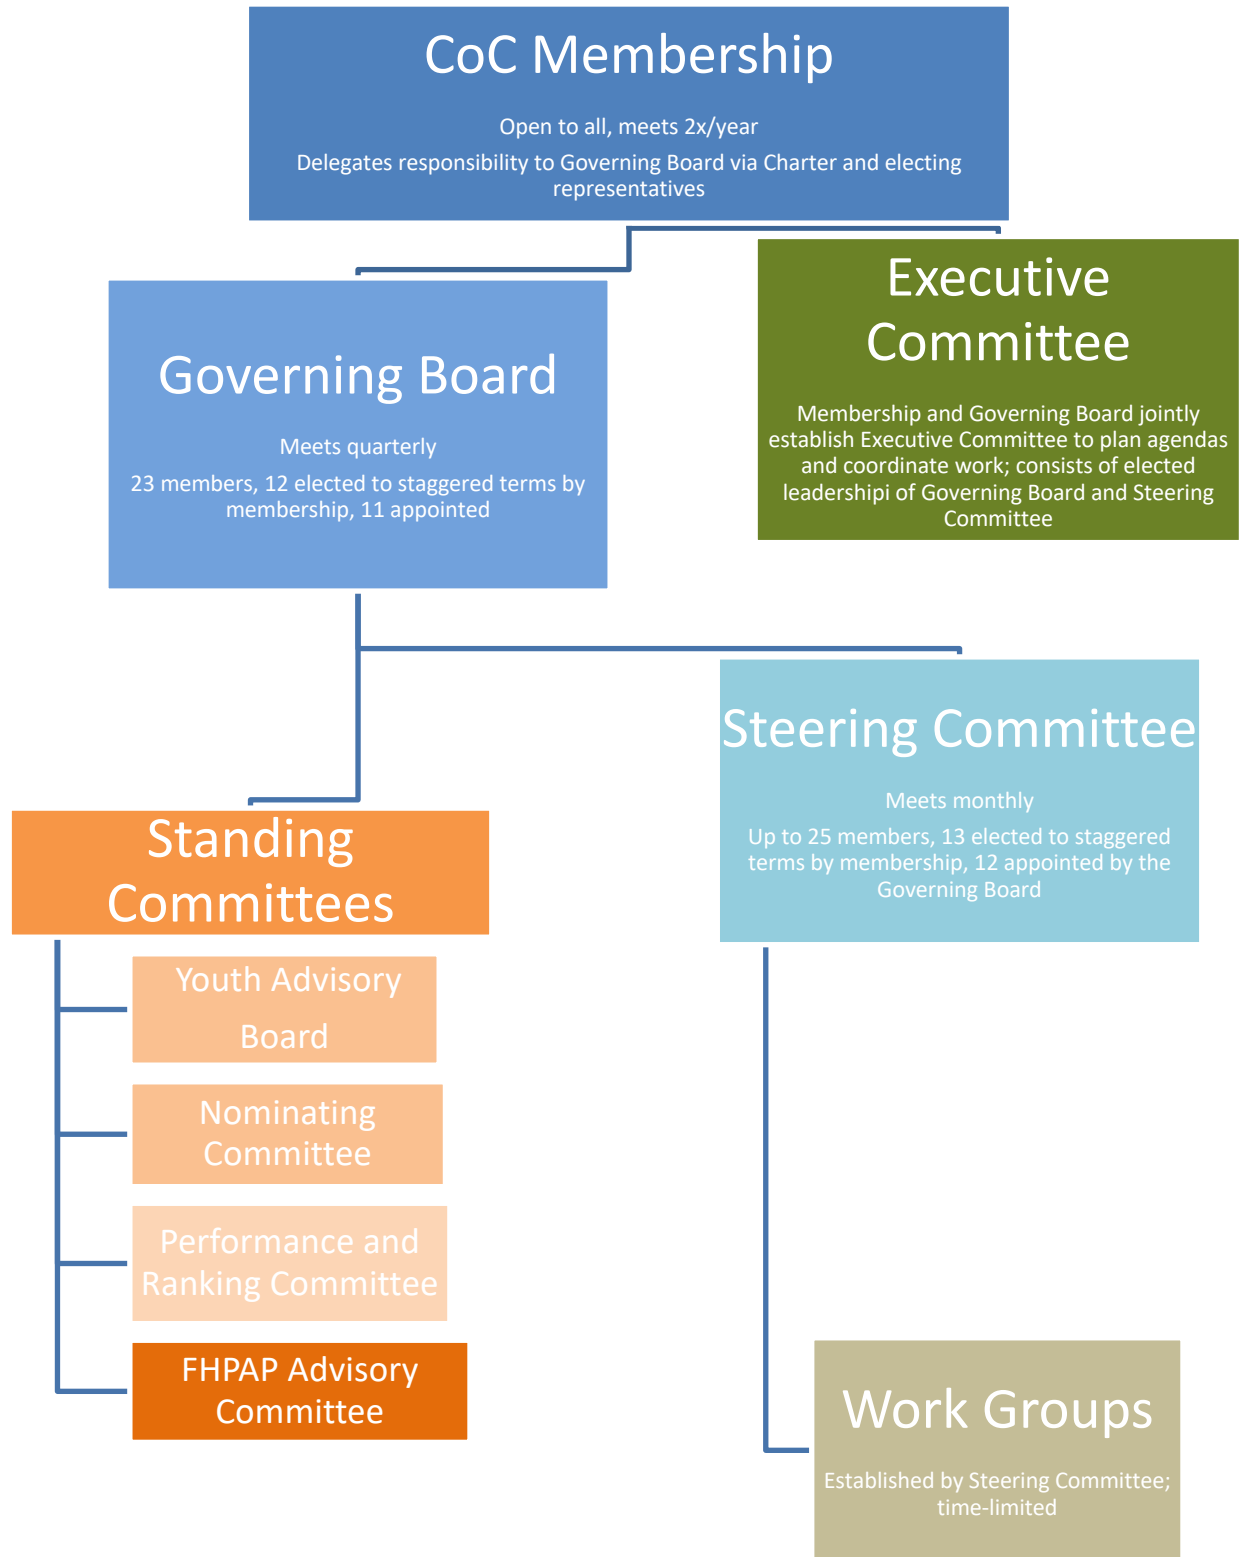 CoC Membership
Open to all, meets 2x/year
Delegates responsibility to Governing Board via Charter and electing
representatives
Executive
Committee
Membership and Governing Board jointly
establish Executive Committee to plan agendas
and coordinate work; consists of elected
leadershipi of Governing Board and Steering
Committee
Governing Board
Meets quarterly
23 members, 12 elected to staggered terms by
membership, 11 appointed
Steering Committee
Meets monthly
Up to 25 members, 13 elected to staggered
terms by membership, 12 appointed by the
Governing Board
Standing
Committees
Youth Advisory
Board
Nominating
Committee
Performance and
Ranking Committee
FHPAP Advisory
Committee
Work Groups
Established by Steering Committee;
time-limited